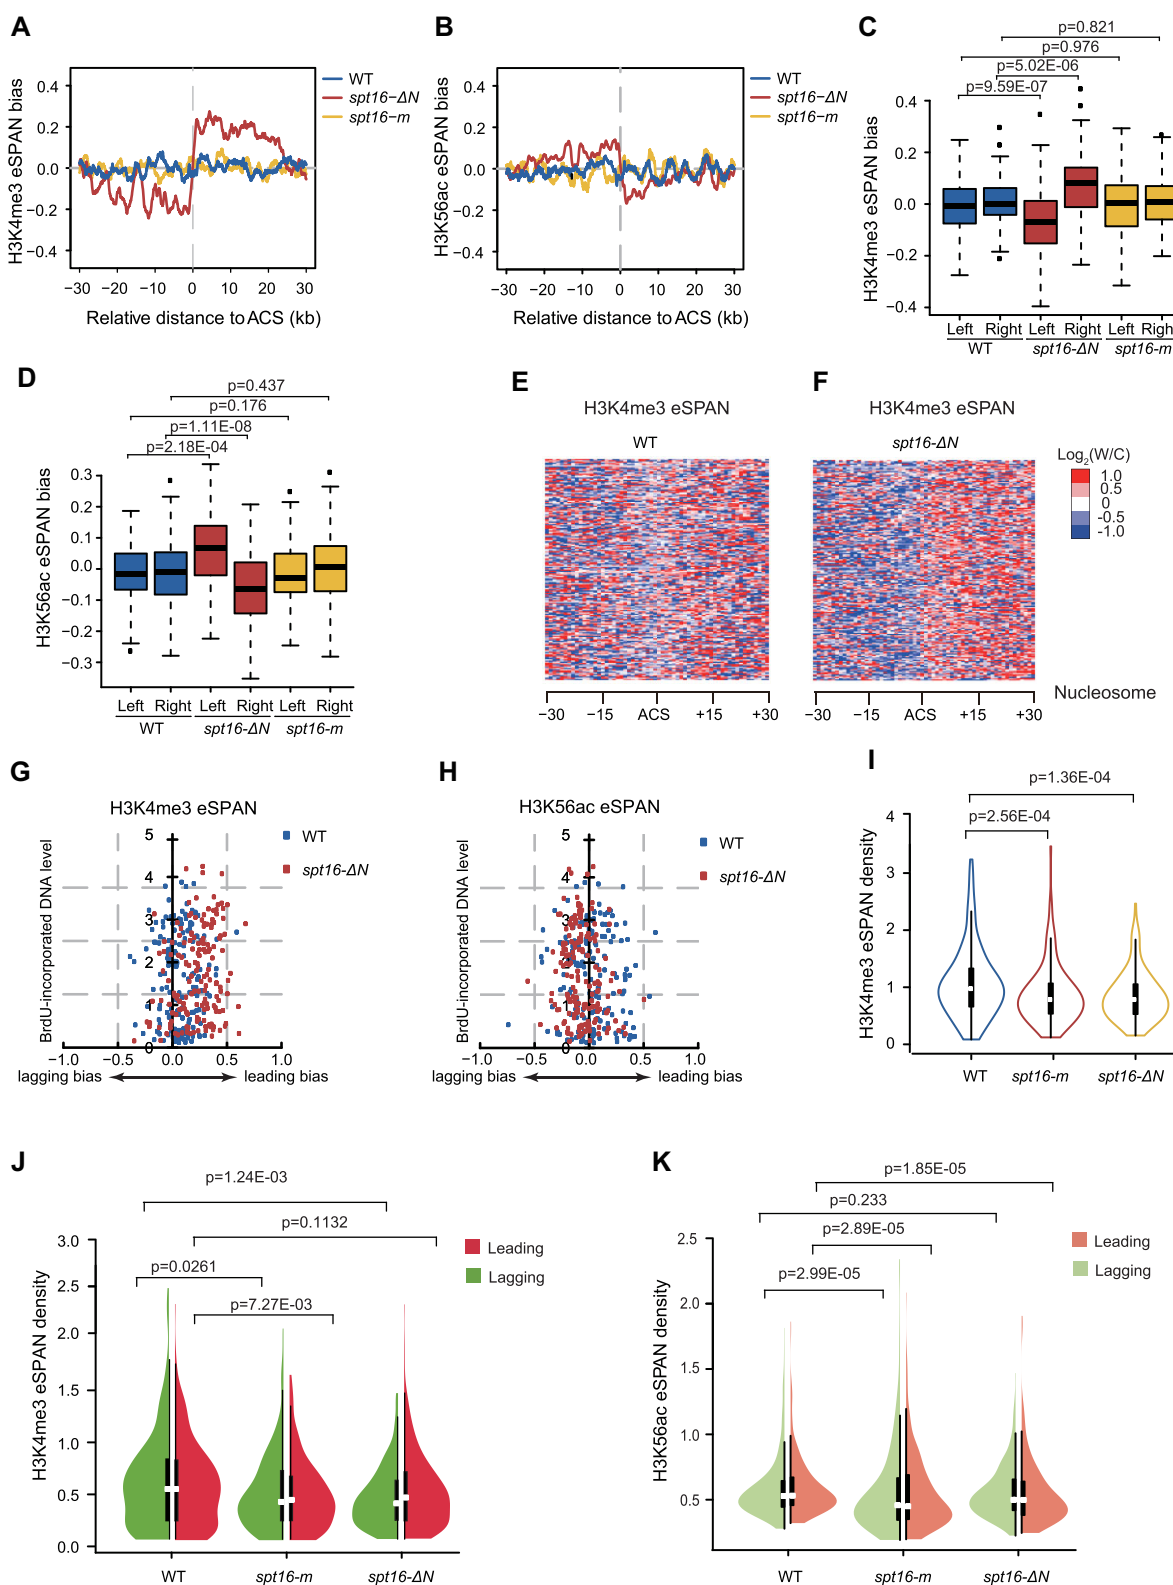 A
H3K4me3 eSPAN bias
0.4
0.2
0.0
−0.2
−0.4
−30 −20 −10 0 10 20 30
Relative distance to ACS (kb)
WT
spt16−ΔN
spt16−m
B
H3K56ac eSPAN bias
0.4
0.2
0.0
−0.2
−0.4
−30 −20 −10 0 10 20 30
Relative distance to ACS (kb)
WT
spt16−ΔN
spt16−m
C
p=0.821
p=0.976
p=5.02E-06
p=9.59E-07
H3K4me3 eSPAN bias
0.4
0.2
0.0
−0.2
−0.4
Left Right Left Right Left Right
WT spt16-ΔN spt16-m
D
p=0.437
p=0.176
p=1.11E-08
p=2.18E-04
H3K56ac eSPAN bias
0.3
0.2
0.1
0.0
−0.1
−0.2
−0.3
Left Right Left Right Left Right
WT spt16-ΔN spt16-m
E
H3K4me3 eSPAN
WT
−30 −15 ACS +15 +30
F
H3K4me3 eSPAN
spt16-ΔN
−30 −15 ACS +15 +30
Log2(W/C)
1.0
0.5
0
-0.5
-1.0
Nucleosome
G
H3K4me3 eSPAN
BrdU-incorporated DNA level
5
4
3
2
1
0
−1.0 −0.5 0.0 0.5 1.0
lagging bias leading bias
WT
spt16-ΔN
H
H3K56ac eSPAN
BrdU-incorporated DNA level
5
4
3
2
1
0
−1.0 −0.5 0.0 0.5 1.0
lagging bias leading bias
WT
spt16-ΔN
I
p=1.36E-04
p=2.56E-04
H3K4me3 eSPAN density
4
3
2
1
0
WT spt16-m spt16-ΔN
J
p=1.24E-03
p=0.1132
p=0.0261
p=7.27E-03
H3K4me3 eSPAN density
3.0
2.5
2.0
1.5
1.0
0.5
0.0
WT spt16-m spt16-ΔN
Leading
Lagging
K
p=1.85E-05
p=0.233
p=2.89E-05
p=2.99E-05
H3K56ac eSPAN density
2.5
2.0
1.5
1.0
0.5
WT spt16-m spt16-ΔN
Leading
Lagging